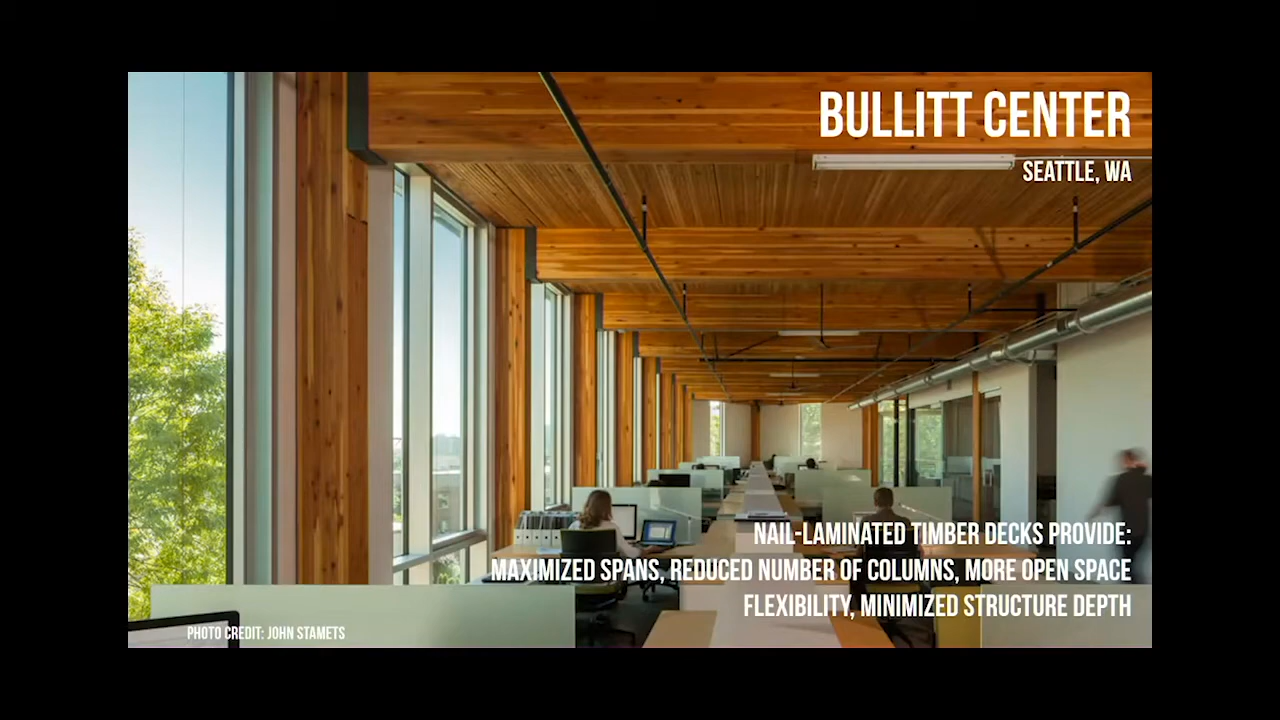 BULLITT CENTER
SEATTLE, WA
NAIL-LAMINATED TIMBER DECKS PROVIDE:
MAXIMIZED SPANS, REDUCED NUMBER OF COLUMNS, MORE OPEN SPACE
FLEXIBILITY, MINIMIZED STRUCTURE DEPTH
PHOTO CREDIT: JOHN STAMETS